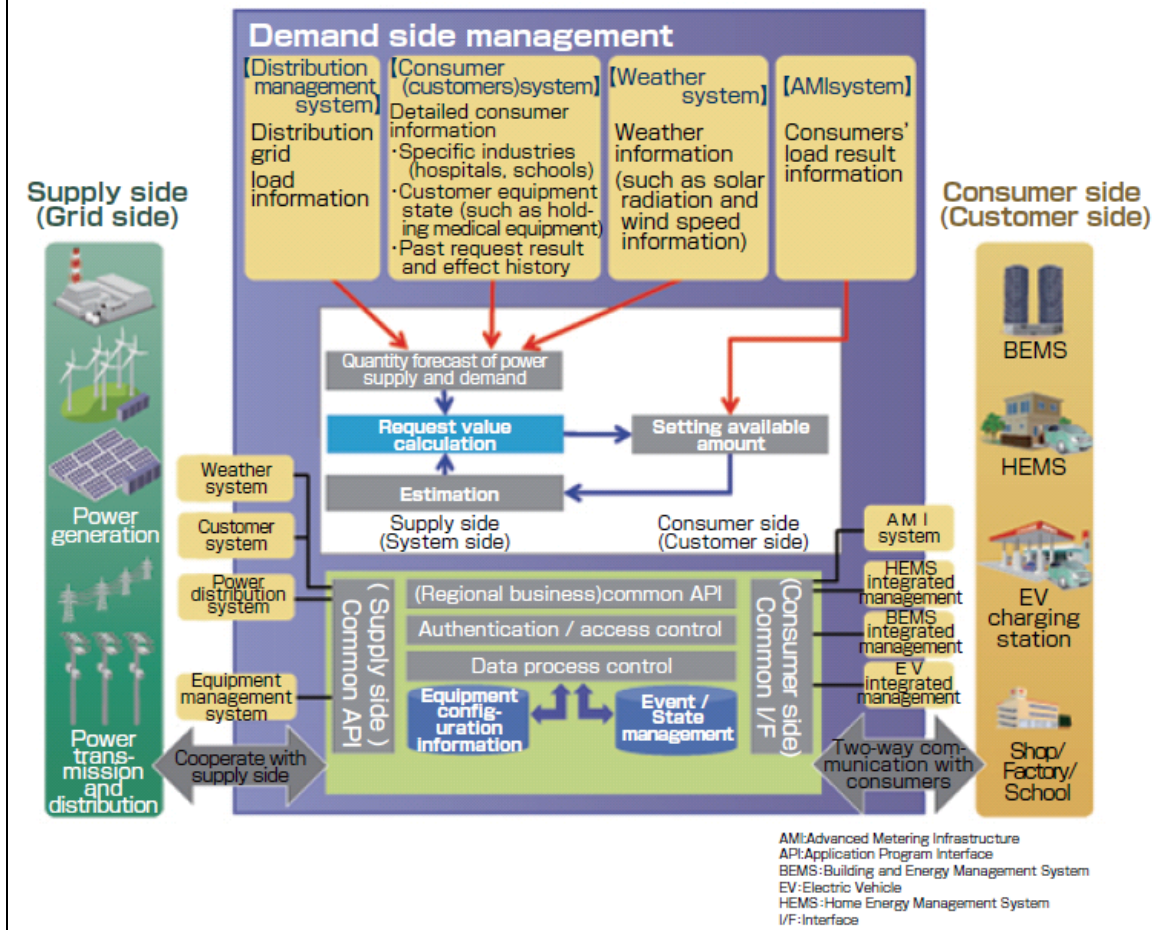 Demand side management
【Distribution
management
system】
Distribution
grid
load
information
【Consumer
(customers)system】
Detailed consumer
information
・Specific industries
(hospitals, schools)
・Customer equipment
state (such as hold-
ing medical equipment)
・Past request result
and effect history
【Weather
system】
Weather
information
(such as solar
radiation and
wind speed
information)
【AMIsystem】
Consumers'
load result
information
Supply side
(Grid side)
Power
generation
Power
trans-
mission
and
distribution
Consumer side
(Customer side)
BEMS
HEMS
EV
charging
station
Shop/
Factory/
School
Quantity forecast of power
supply and demand
Request value
calculation
Setting available
amount
Estimation
Supply side
(System side)
Consumer side
(Customer side)
Weather
system
Customer
system
Power
distribution
system
Equipment
management
system
Cooperate with
supply side
(Supply side)
Common API
(Regional business)common API
Authentication / access control
Data process control
Equipment
config-
uration
information
Event /
State
management
(Consumer side)
Common I/F
AMI
system
HEMS
integrated
management
BEMS
integrated
management
EV
integrated
management
Two-way com-
munication with
consumers
AMI:Advanced Metering Infrastructure
API:Application Program Interface
BEMS:Building and Energy Management System
EV:Electric Vehicle
HEMS:Home Energy Management System
I/F:Interface